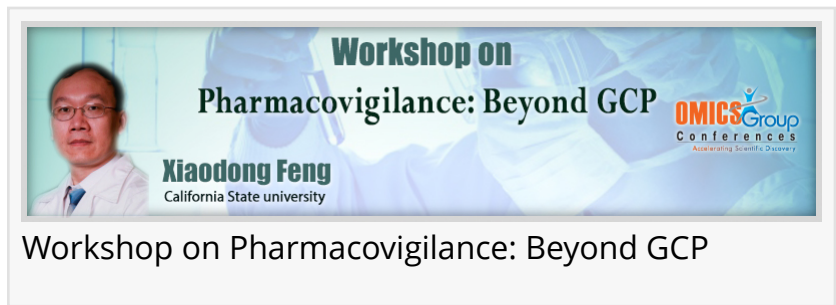 Workshop on
Pharmacovigilance: Beyond GCP
OMICS Group
Conferences
Accelerating Scientific Discovery
Xiaodong Feng
California State university
Workshop on Pharmacovigilance: Beyond GCP